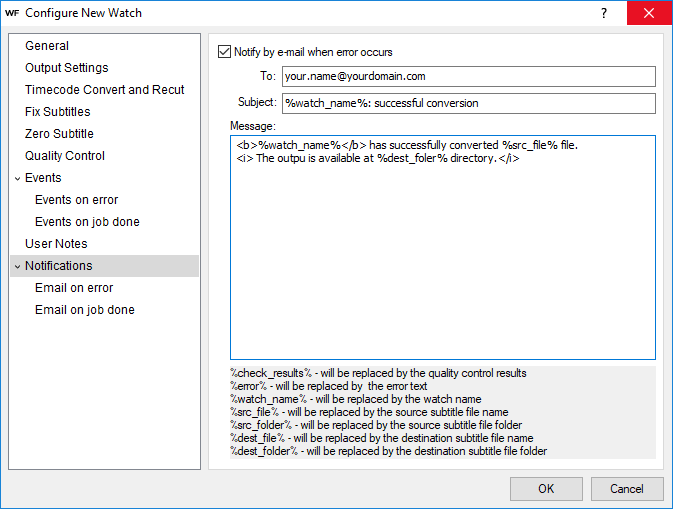 WF Configure New Watch ?
General
Output Settings
Timecode Convert and Recut
Fix Subtitles
Zero Subtitle
Quality Control
Events
Events on error
Events on job done
User Notes
Notifications
Email on error
Email on job done
Notify by e-mail when error occurs
To: your.name@yourdomain.com
Subject: %watch_name%: successful conversion
Message:
<b>%watch_name%</b> has successfully converted %src_file% file.
<i> The outpu is available at %dest_foler% directory.</i>
%check_results% - will be replaced by the quality control results
%error% - will be replaced by  the error text
%watch_name% - will be replaced by the watch name
%src_file% - will be replaced by the source subtitle file name
%src_folder% - will be replaced by the source subtitle file folder
%dest_file% - will be replaced by the destination subtitle file name
%dest_folder% - will be replaced by the destination subtitle file folder
OK Cancel